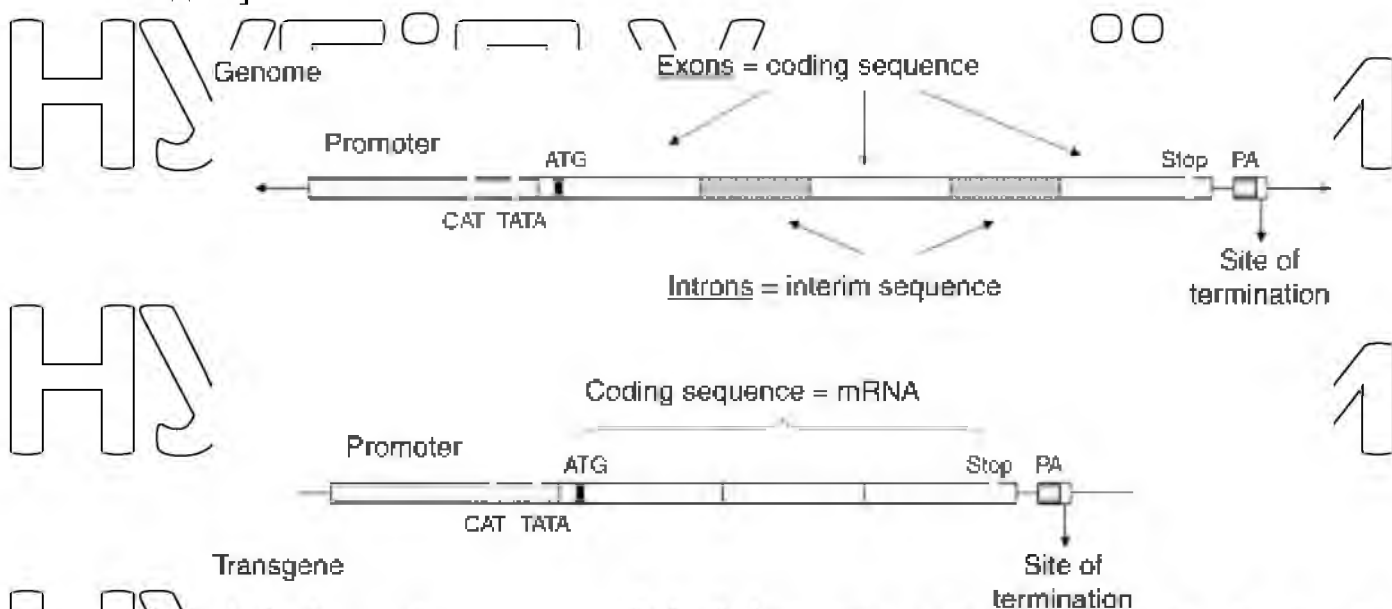 Genome
Exons = coding sequence
Promoter
ATG
Stop
PA
CAT TATA
Introns = interim sequence
Site of
termination
Coding sequence = mRNA
Promoter
ATG
Stop
PA
CAT TATA
Transgene
Site of
termination